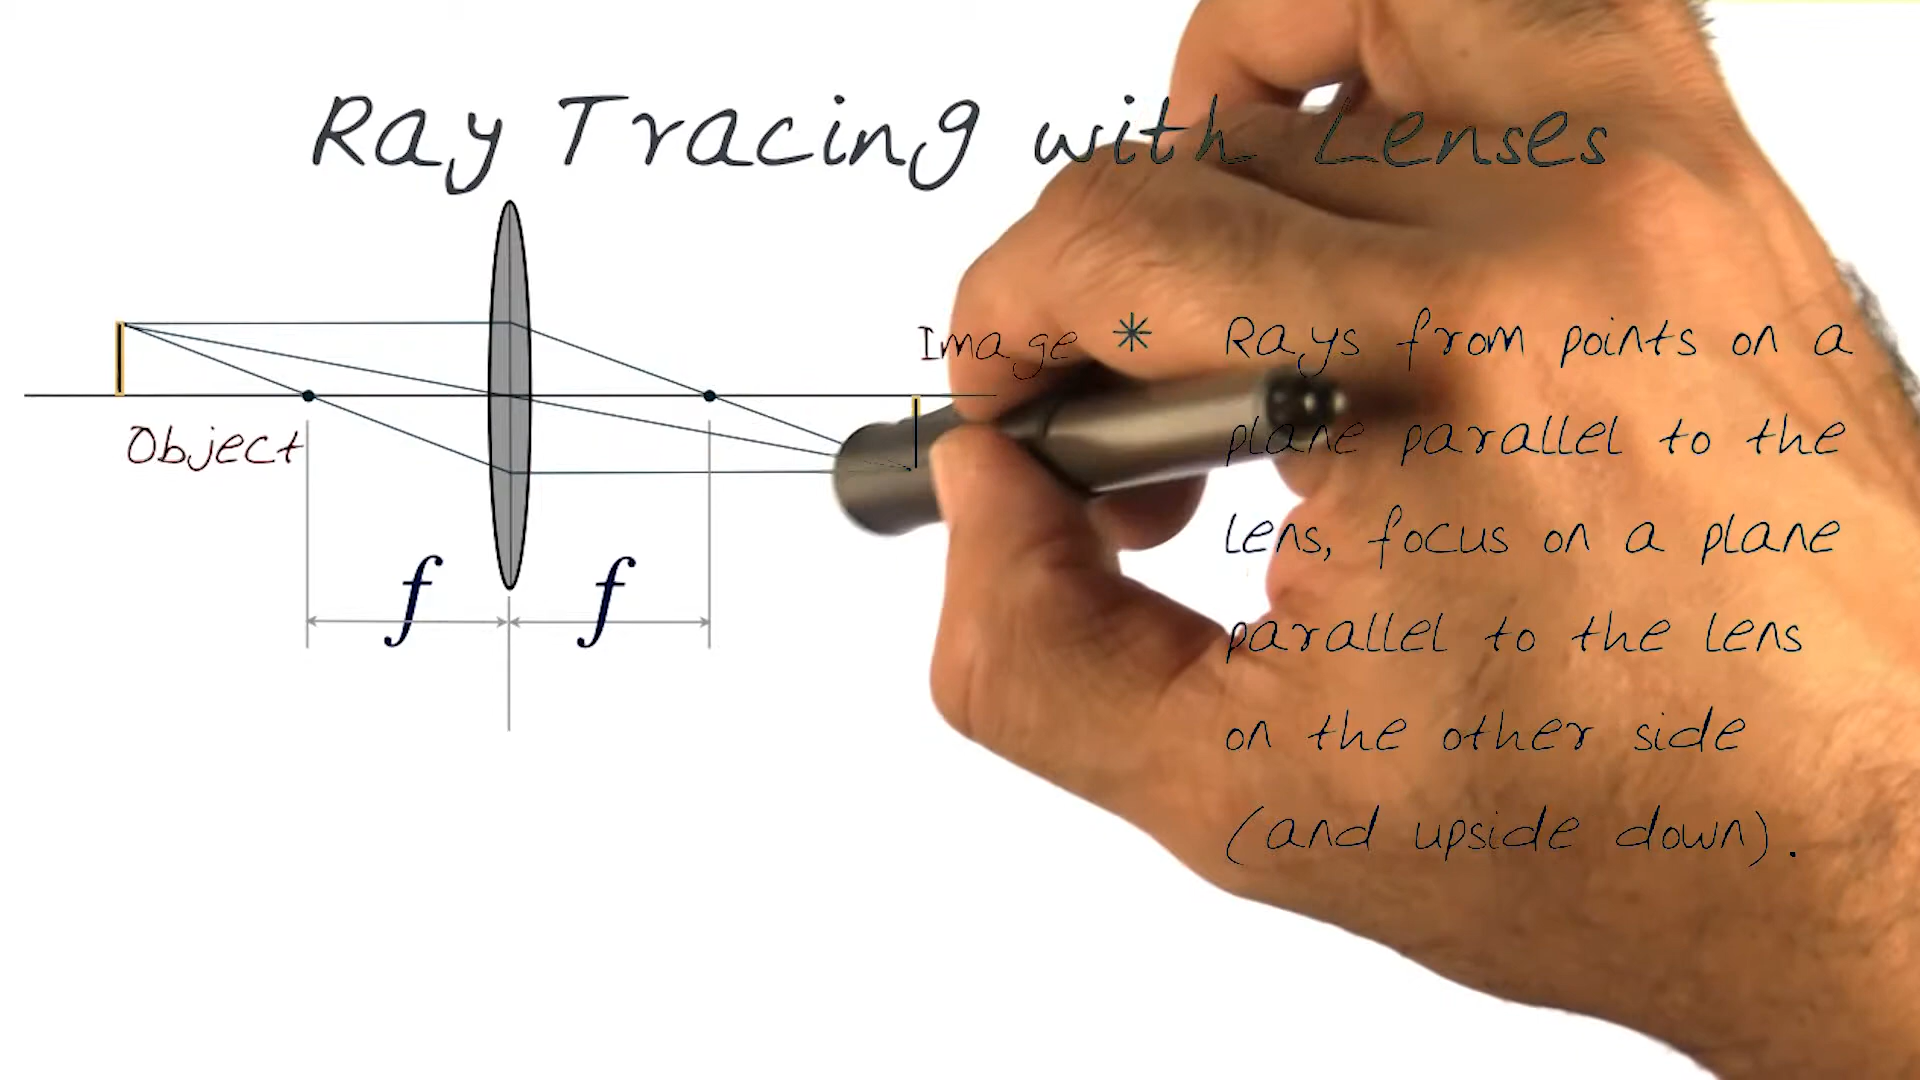 Ray Tracing with Lenses
Object
f
f
Image
* Rays from points on a
plane parallel to the
lens, focus on a plane
parallel to the lens
on the other side
(and upside down).